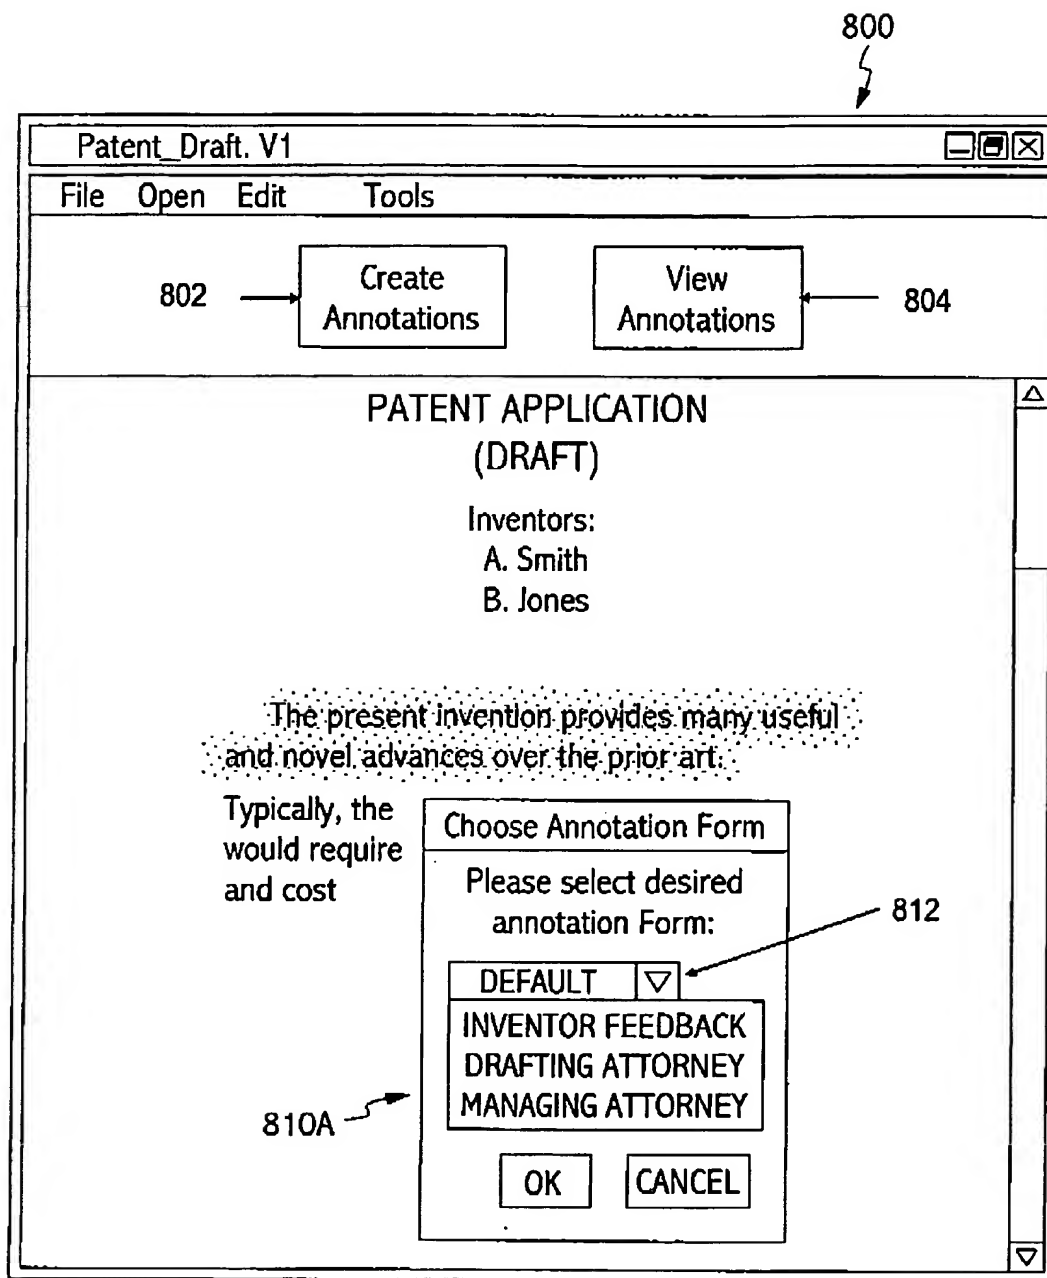 800
Patent_Draft. V1
File Open Edit Tools
802
Create
Annotations
View
Annotations
804
PATENT APPLICATION
(DRAFT)
Inventors:
A. Smith
B. Jones
The present invention provides many useful
and novel advances over the prior art.
Typically, the
would require
and cost
Choose Annotation Form
Please select desired
annotation Form:
812
DEFAULT
INVENTOR FEEDBACK
DRAFTING ATTORNEY
MANAGING ATTORNEY
810A
OK CANCEL